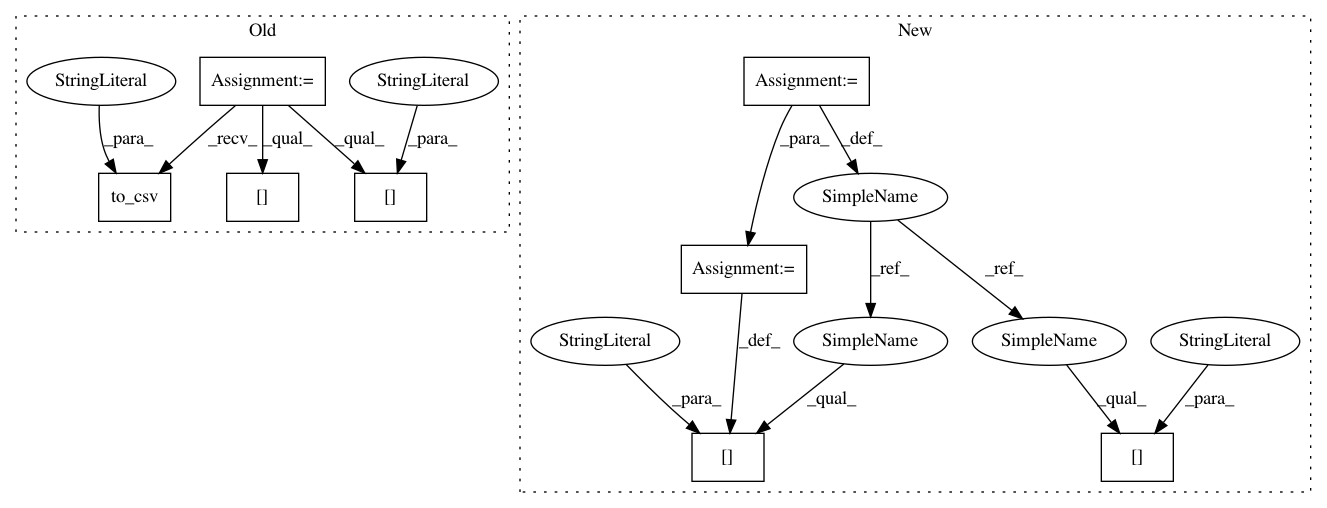 Old
New
StringLiteral
Assignment:=
StringLiteral
Assignment:=
_para_
_recv_
_qual_
_qual_
_para_
_para_
_def_
to_csv
[]
[]
SimpleName
Assignment:=
_ref_
_ref_
StringLiteral
_def_
SimpleName
SimpleName
StringLiteral
_para_
_qual_
_qual_
_para_
[]
[]